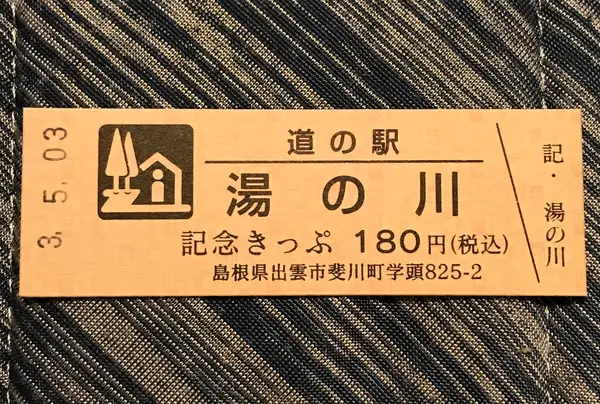 3.5.03
道の駅
湯の川
記念きっぷ 180円(税込)
島根県出雲市斐川町学頭825-2
記・湯の川